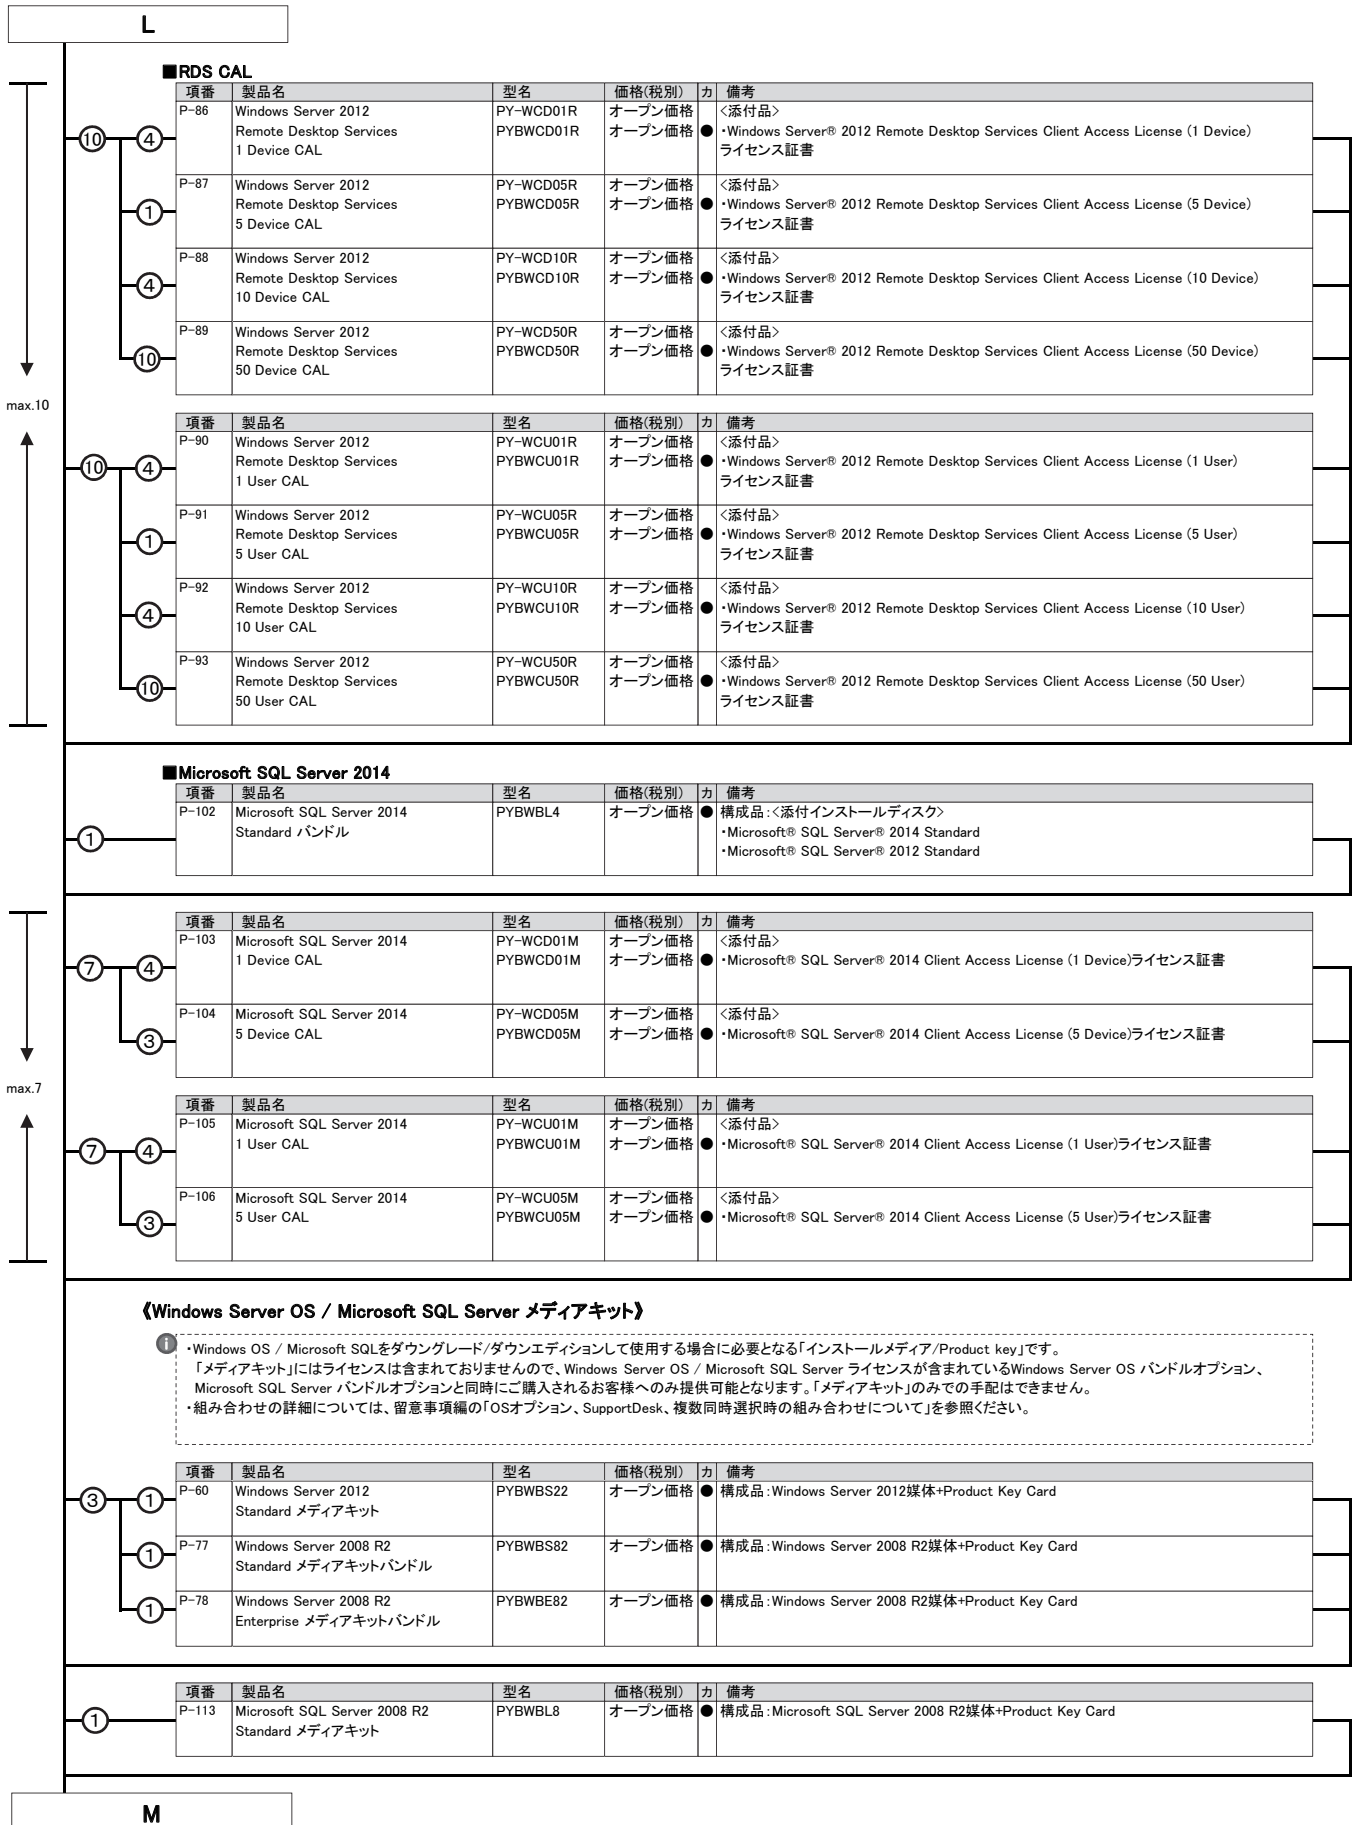 L
■RDS CAL
項番 製品名 型名 価格(税別) カ 備考
P-86 Windows Server 2012 PY-WCD01R オープン価格 <添付品>
⑩ ④ Remote Desktop Services PYBWCD01R オープン価格 ● ・Windows Server® 2012 Remote Desktop Services Client Access License (1 Device)
1 Device CAL ライセンス証書
P-87 Windows Server 2012 PY-WCD05R オープン価格 <添付品>
① Remote Desktop Services PYBWCD05R オープン価格 ● ・Windows Server® 2012 Remote Desktop Services Client Access License (5 Device)
5 Device CAL ライセンス証書
P-88 Windows Server 2012 PY-WCD10R オープン価格 <添付品>
④ Remote Desktop Services PYBWCD10R オープン価格 ● ・Windows Server® 2012 Remote Desktop Services Client Access License (10 Device)
10 Device CAL ライセンス証書
P-89 Windows Server 2012 PY-WCD50R オープン価格 <添付品>
⑩ Remote Desktop Services PYBWCD50R オープン価格 ● ・Windows Server® 2012 Remote Desktop Services Client Access License (50 Device)
50 Device CAL ライセンス証書
max.10
項番 製品名 型名 価格(税別) カ 備考
P-90 Windows Server 2012 PY-WCU01R オープン価格 <添付品>
⑩ ④ Remote Desktop Services PYBWCU01R オープン価格 ● ・Windows Server® 2012 Remote Desktop Services Client Access License (1 User)
1 User CAL ライセンス証書
P-91 Windows Server 2012 PY-WCU05R オープン価格 <添付品>
① Remote Desktop Services PYBWCU05R オープン価格 ● ・Windows Server® 2012 Remote Desktop Services Client Access License (5 User)
5 User CAL ライセンス証書
P-92 Windows Server 2012 PY-WCU10R オープン価格 <添付品>
④ Remote Desktop Services PYBWCU10R オープン価格 ● ・Windows Server® 2012 Remote Desktop Services Client Access License (10 User)
10 User CAL ライセンス証書
P-93 Windows Server 2012 PY-WCU50R オープン価格 <添付品>
⑩ Remote Desktop Services PYBWCU50R オープン価格 ● ・Windows Server® 2012 Remote Desktop Services Client Access License (50 User)
50 User CAL ライセンス証書
■Microsoft SQL Server 2014
項番 製品名 型名 価格(税別) カ 備考
P-102 Microsoft SQL Server 2014 PYBWBL4 オープン価格 ● 構成品:<添付インストールディスク>
① Standard バンドル ・Microsoft® SQL Server® 2014 Standard
・Microsoft® SQL Server® 2012 Standard
項番 製品名 型名 価格(税別) カ 備考
P-103 Microsoft SQL Server 2014 PY-WCD01M オープン価格 <添付品>
⑦ ④ 1 Device CAL PYBWCD01M オープン価格 ● ・Microsoft® SQL Server® 2014 Client Access License (1 Device)ライセンス証書
P-104 Microsoft SQL Server 2014 PY-WCD05M オープン価格 <添付品>
③ 5 Device CAL PYBWCD05M オープン価格 ● ・Microsoft® SQL Server® 2014 Client Access License (5 Device)ライセンス証書
max.7
項番 製品名 型名 価格(税別) カ 備考
P-105 Microsoft SQL Server 2014 PY-WCU01M オープン価格 <添付品>
⑦ ④ 1 User CAL PYBWCU01M オープン価格 ● ・Microsoft® SQL Server® 2014 Client Access License (1 User)ライセンス証書
P-106 Microsoft SQL Server 2014 PY-WCU05M オープン価格 <添付品>
③ 5 User CAL PYBWCU05M オープン価格 ● ・Microsoft® SQL Server® 2014 Client Access License (5 User)ライセンス証書
《Windows Server OS / Microsoft SQL Server メディアキット》
i ・Windows OS / Microsoft SQLをダウングレード/ダウンエディションして使用する場合に必要となる「インストールメディア/Product key」です。
「メディアキット」にはライセンスは含まれておりませんので、Windows Server OS / Microsoft SQL Server ライセンスが含まれているWindows Server OS バンドルオプション、
Microsoft SQL Server バンドルオプションと同時にご購入されるお客様へのみ提供可能となります。「メディアキット」のみでの手配はできません。
・組み合わせの詳細については、留意事項編の「OSオプション、SupportDesk、複数同時選択時の組み合わせについて」を参照ください。
項番 製品名 型名 価格(税別) カ 備考
③ ① P-60 Windows Server 2012 PYBWBS22 オープン価格 ● 構成品:Windows Server 2012媒体+Product Key Card
Standard メディアキット
① P-77 Windows Server 2008 R2 PYBWBS82 オープン価格 ● 構成品:Windows Server 2008 R2媒体+Product Key Card
Standard メディアキットバンドル
① P-78 Windows Server 2008 R2 PYBWBE82 オープン価格 ● 構成品:Windows Server 2008 R2媒体+Product Key Card
Enterprise メディアキットバンドル
項番 製品名 型名 価格(税別) カ 備考
① P-113 Microsoft SQL Server 2008 R2 PYBWBL8 オープン価格 ● 構成品:Microsoft SQL Server 2008 R2媒体+Product Key Card
Standard メディアキット
M